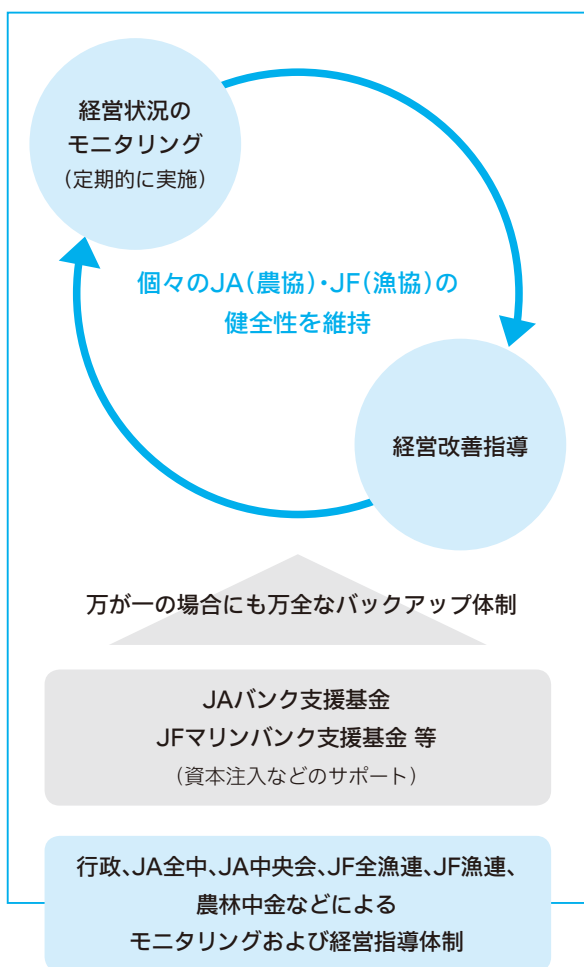 経営状況の
モニタリング
（定期的に実施）
個々のJA（農協）・JF（漁協）の
健全性を維持
経営改善指導
万が一の場合にも万全なバックアップ体制
JAバンク支援基金
JFマリンバンク支援基金 等
（資本注入などのサポート）
行政、JA全中、JA中央会、JF全漁連、JF漁連、
農林中金などによる
モニタリングおよび経営指導体制